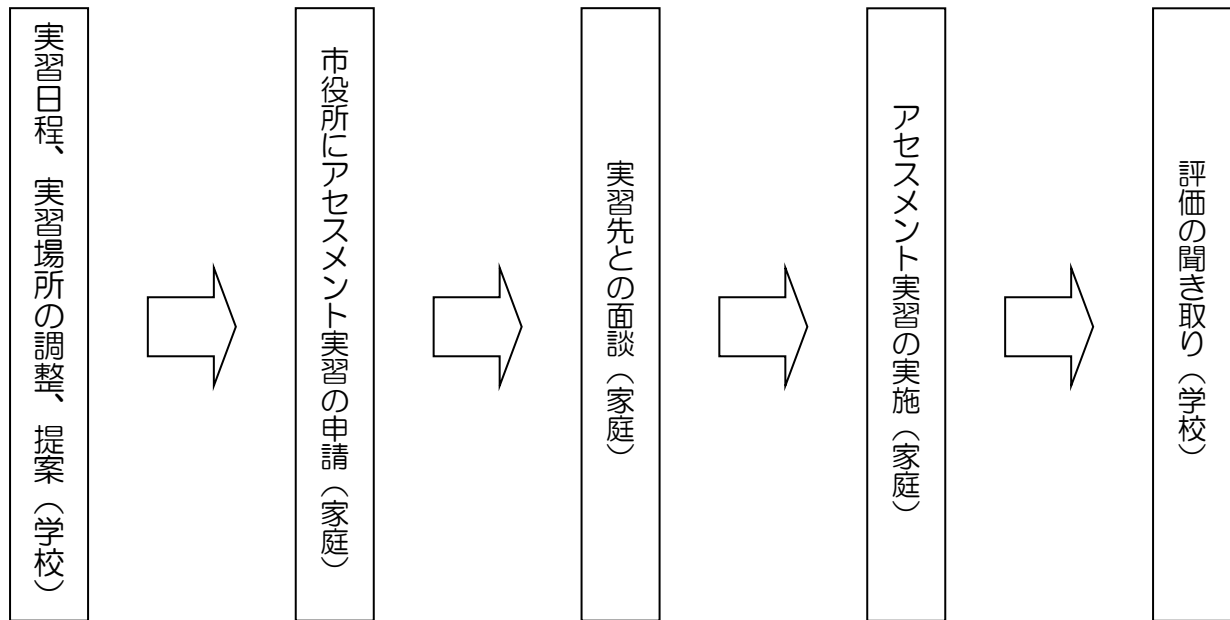 実習日程、実習場所の調整、提案（学校）
市役所にアセスメント実習の申請（家庭）
実習先との面談（家庭）
アセスメント実習の実施（家庭）
評価の聞き取り（学校）